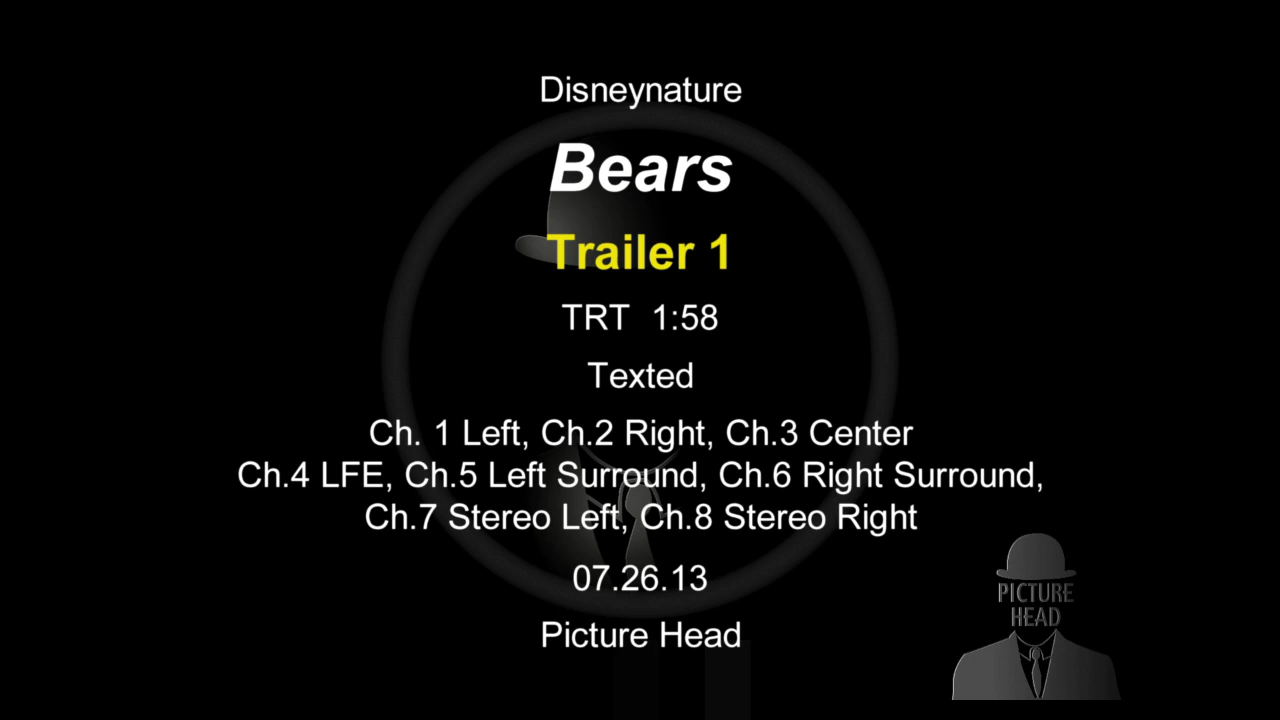 Disneynature
Bears
Trailer 1
TRT 1:58
Texted
Ch. 1 Left, Ch.2 Right, Ch.3 Center
Ch.4 LFE, Ch.5 Left Surround, Ch.6 Right Surround,
Ch.7 Stereo Left, Ch.8 Stereo Right
07.26.13
Picture Head
PICTURE
HEAD